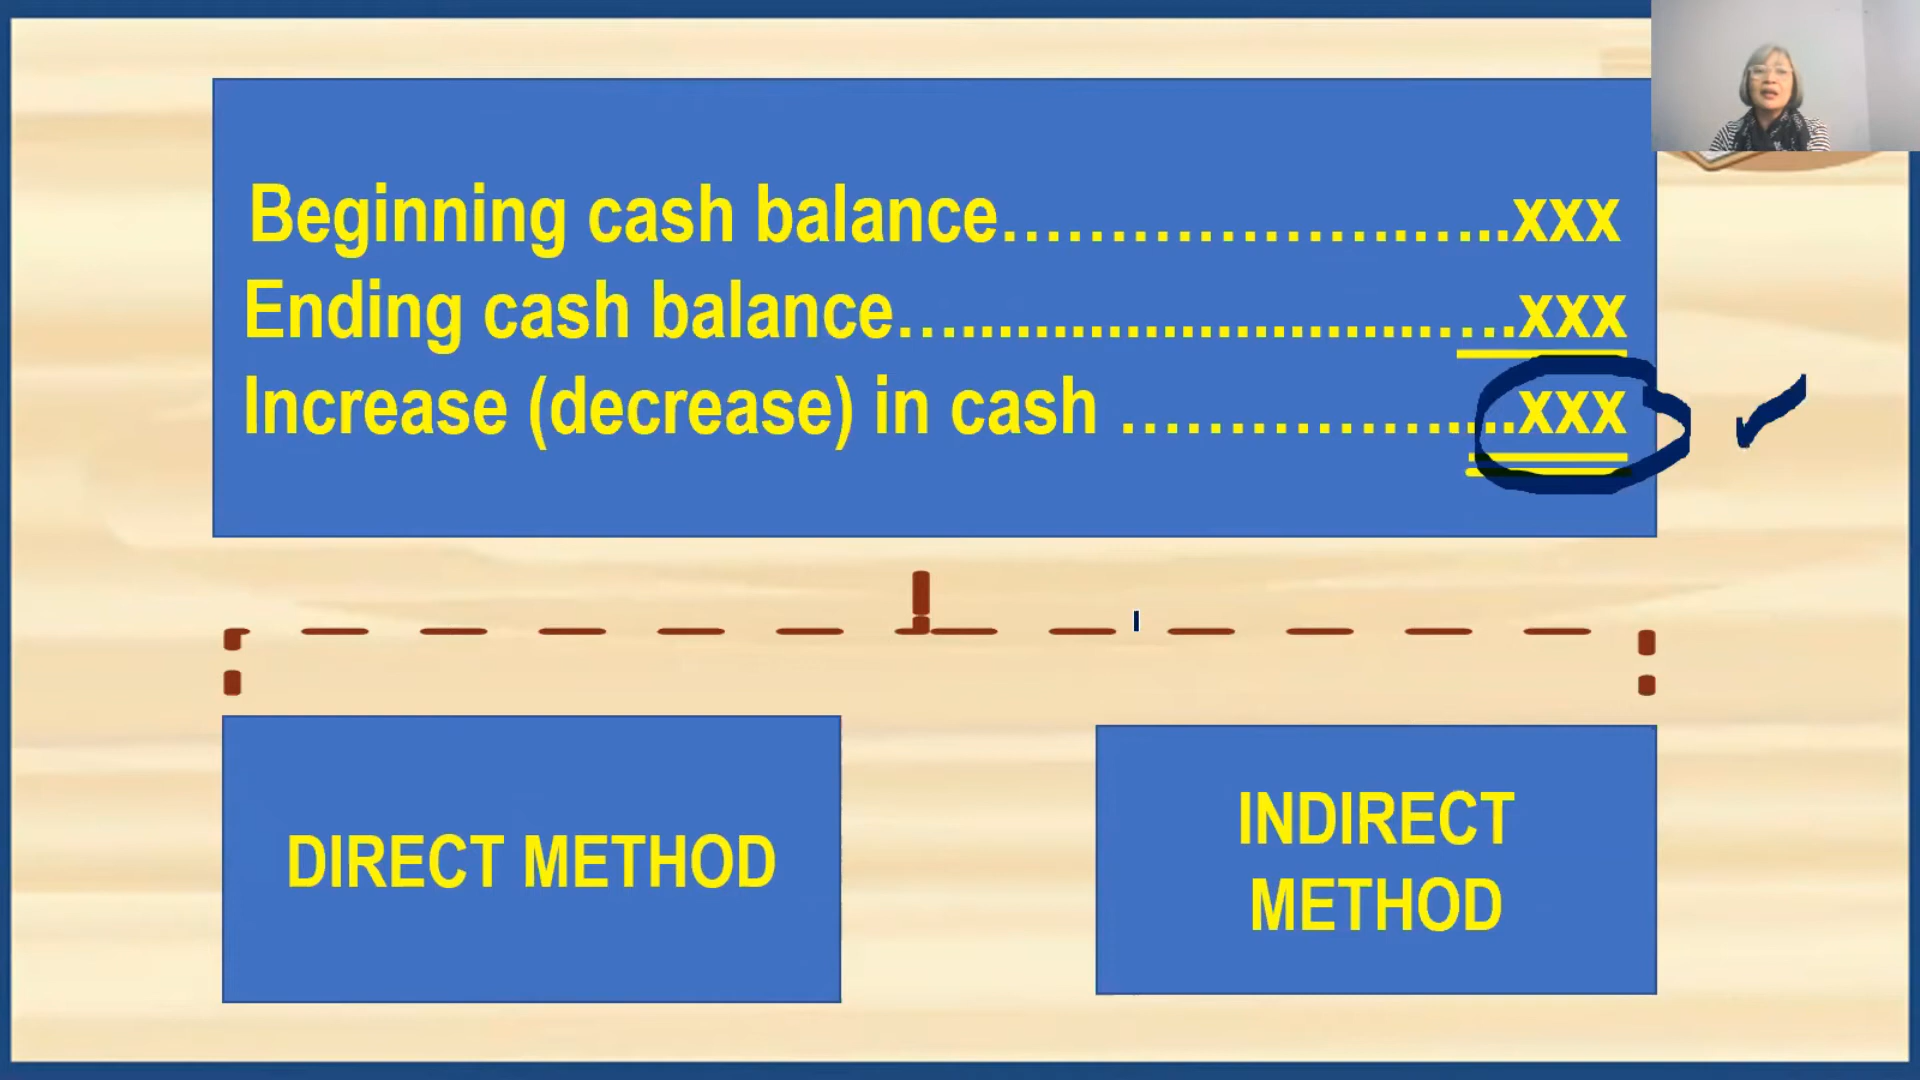 Beginning cash balance…………………..…...xxx
Ending cash balance…............................….xxx
Increase (decrease) in cash ………………......xxx
DIRECT METHOD
INDIRECT
METHOD